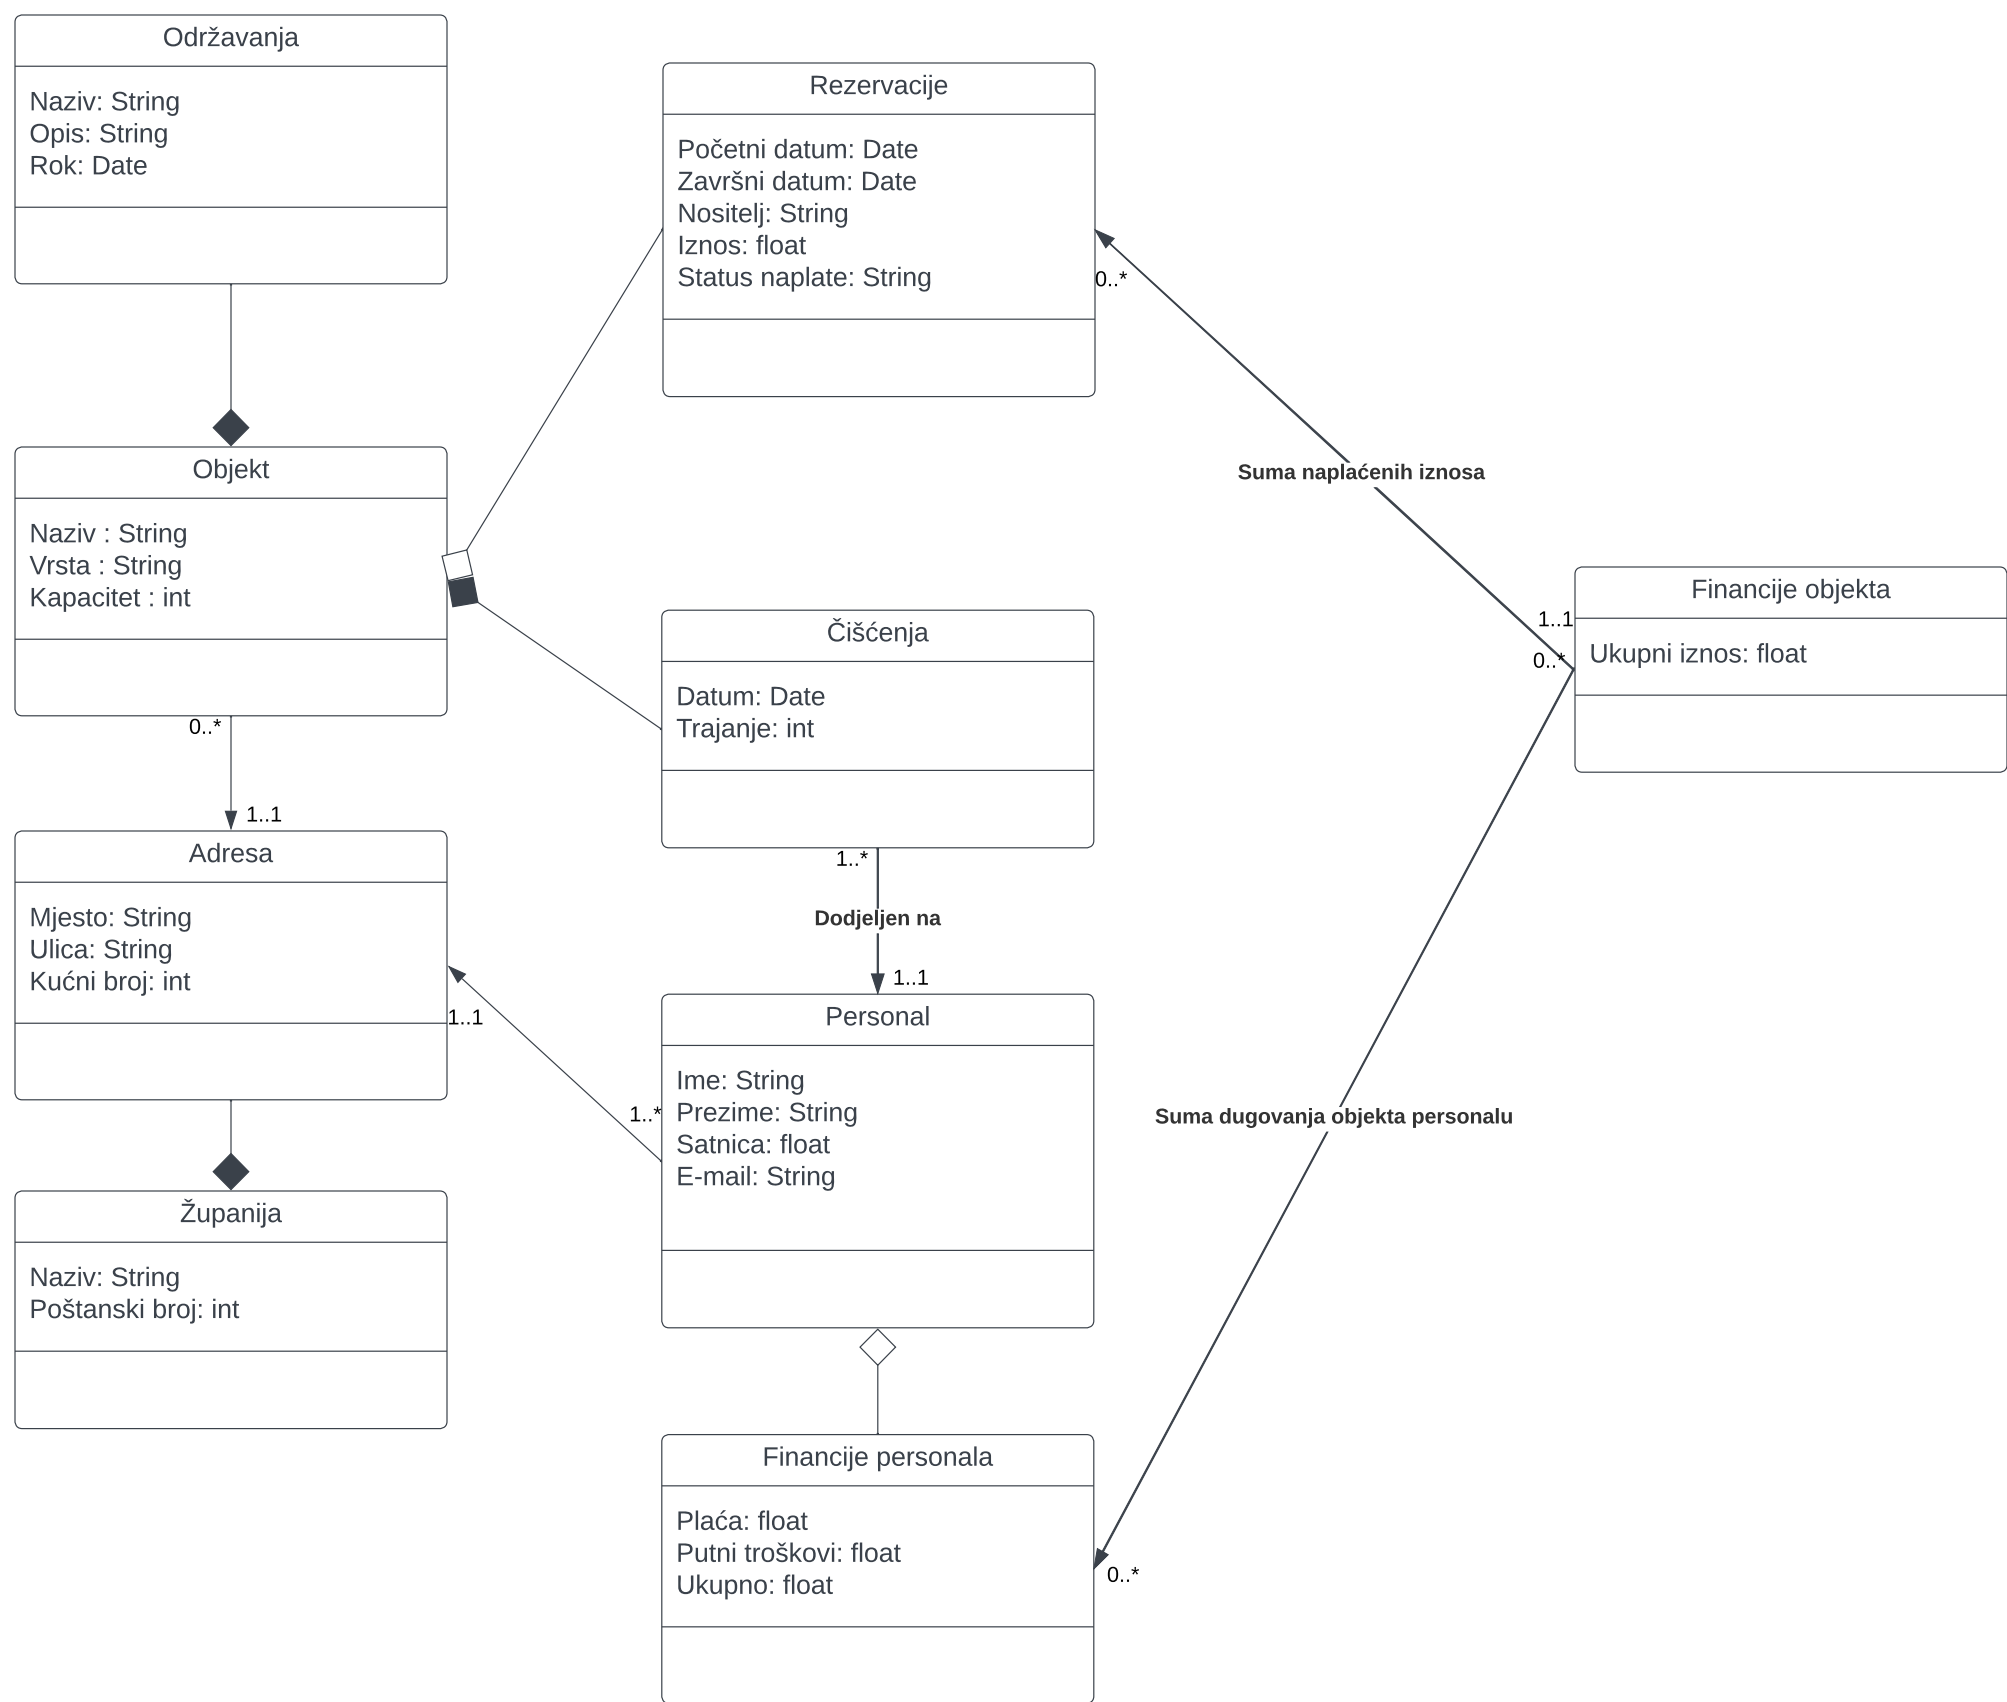 Održavanja
Naziv: String
Opis: String
Rok: Date
Rezervacije
Početni datum: Date
Završni datum: Date
Nositelj: String
Iznos: float
Status naplate: String
0..*
Suma naplaćenih iznosa
Objekt
Naziv : String
Vrsta : String
Kapacitet : int
0..*
1..1
Čišćenja
Datum: Date
Trajanje: int
1..*
Dodjeljen na
1..1
Financije objekta
Ukupni iznos: float
1..1
0..*
Adresa
Mjesto: String
Ulica: String
Kućni broj: int
1..1
1..*
Personal
Ime: String
Prezime: String
Satnica: float
E-mail: String
Suma dugovanja objekta personalu
Županija
Naziv: String
Poštanski broj: int
Financije personala
Plaća: float
Putni troškovi: float
Ukupno: float
0..*